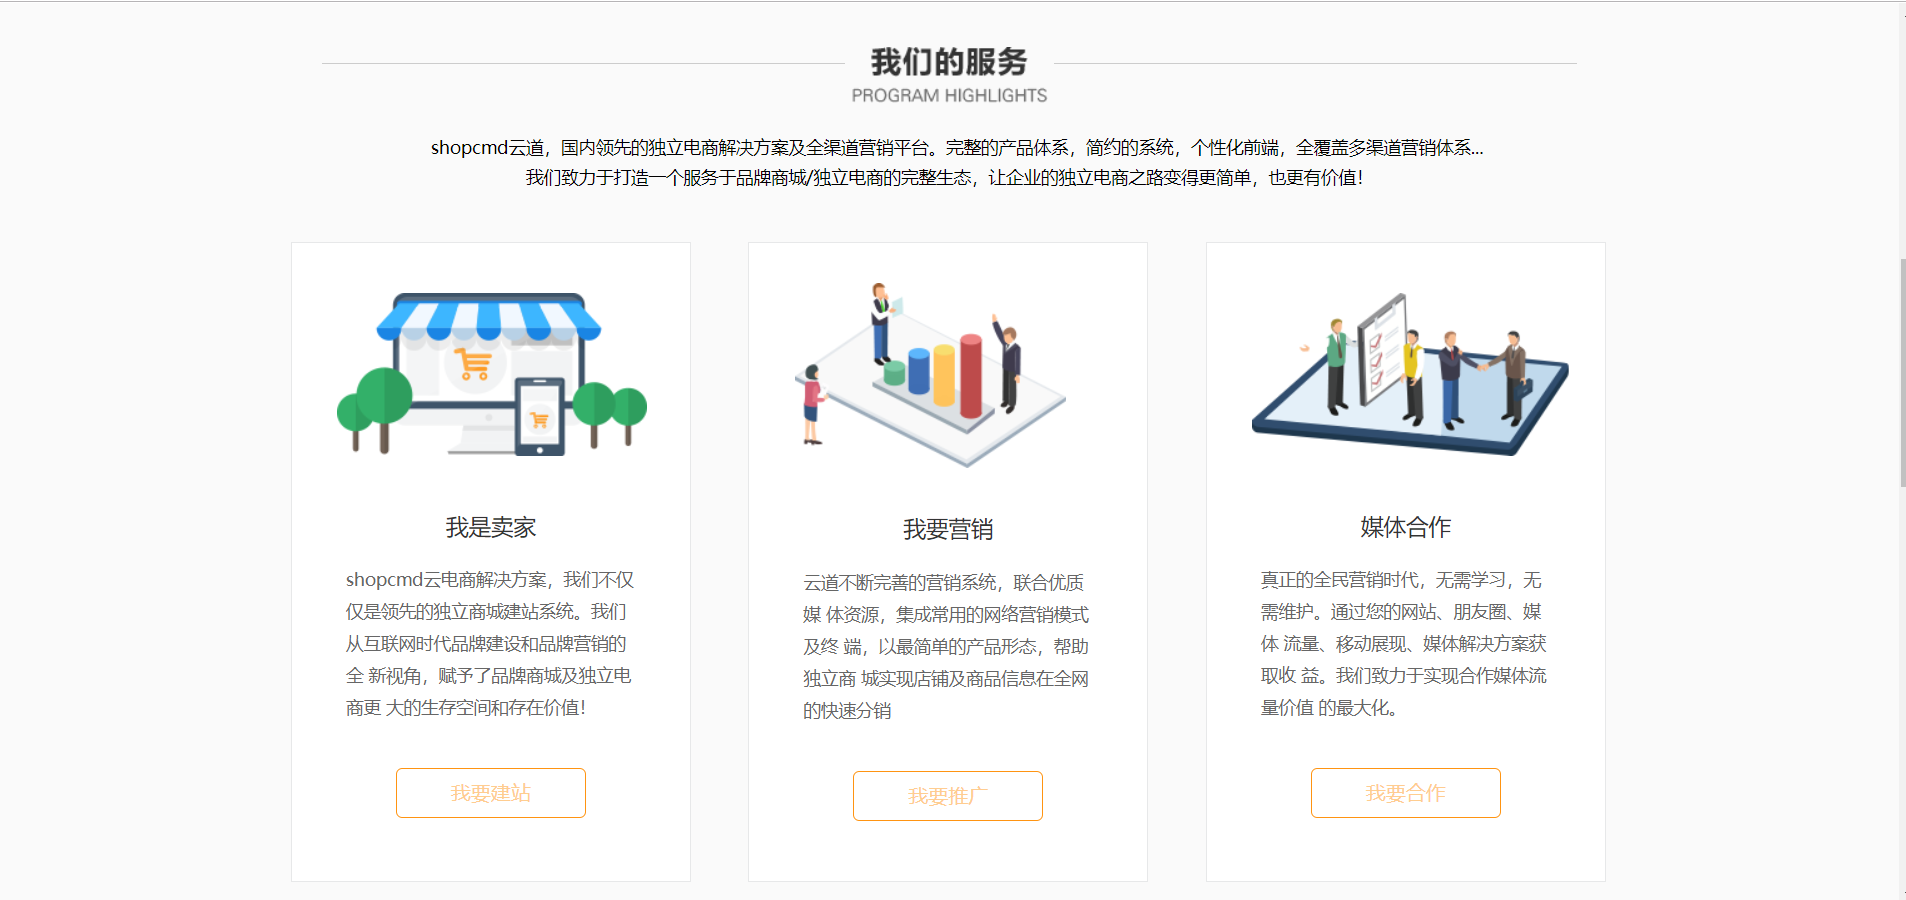 我们的服务
PROGRAM HIGHLIGHTS
shopcmd云道，国内领先的独立电商解决方案及全渠道营销平台。完整的产品体系，简约的系统，个性化前端，全覆盖多渠道营销体系...
我们致力于打造一个服务于品牌商城/独立电商的完整生态，让企业的独立电商之路变得更简单，也更有价值！
我是卖家
shopcmd云电商解决方案，我们不仅
仅是领先的独立商城建站系统。我们
从互联网时代品牌建设和品牌营销的
全 新视角，赋予了品牌商城及独立电
商更 大的生存空间和存在价值！
我要建站
我要营销
云道不断完善的营销系统，联合优质
媒 体资源，集成常用的网络营销模式
及终 端，以最简单的产品形态，帮助
独立商 城实现店铺及商品信息在全网
的快速分销
我要推广
媒体合作
真正的全民营销时代，无需学习，无
需维护。通过您的网站、朋友圈、媒
体 流量、移动展现、媒体解决方案获
取收 益。我们致力于实现合作媒体流
量价值 的最大化。
我要合作